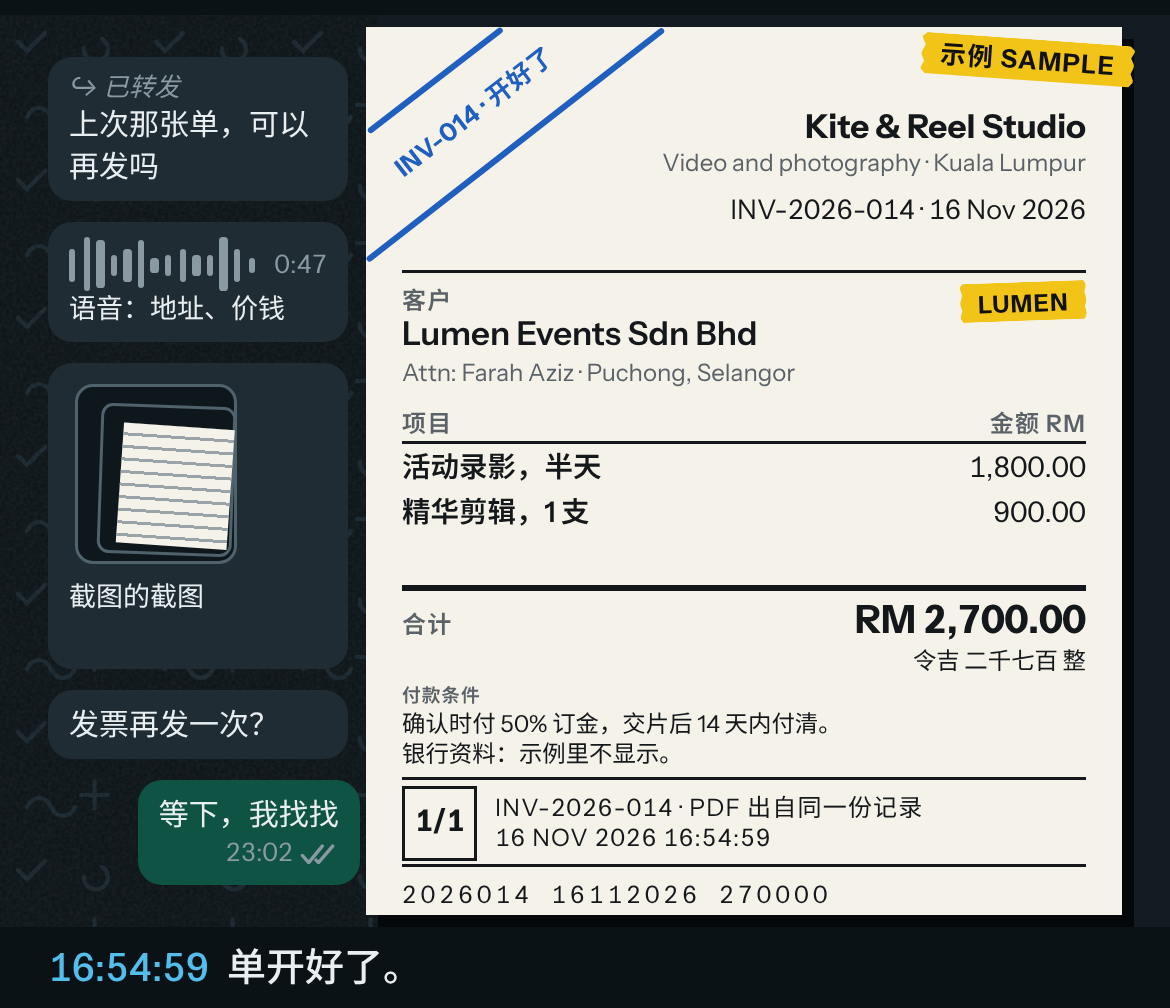 已转发
上次那张单，可以
再发吗
0:47
语音：地址、价钱
截图的截图
发票再发一次？
等下，我找找
23:02
INV-014 · 开好了
示例 SAMPLE
Kite & Reel Studio
Video and photography · Kuala Lumpur
INV-2026-014 · 16 Nov 2026
客户
LUMEN
Lumen Events Sdn Bhd
Attn: Farah Aziz · Puchong, Selangor
项目 金额 RM
活动录影，半天 1,800.00
精华剪辑，1 支 900.00
合计 RM 2,700.00
令吉 二千七百 整
付款条件
确认时付 50% 订金，交片后 14 天内付清。
银行资料：示例里不显示。
1/1
INV-2026-014 · PDF 出自同一份记录
16 NOV 2026 16:54:59
2026014 16112026 270000
16:54:59 单开好了。